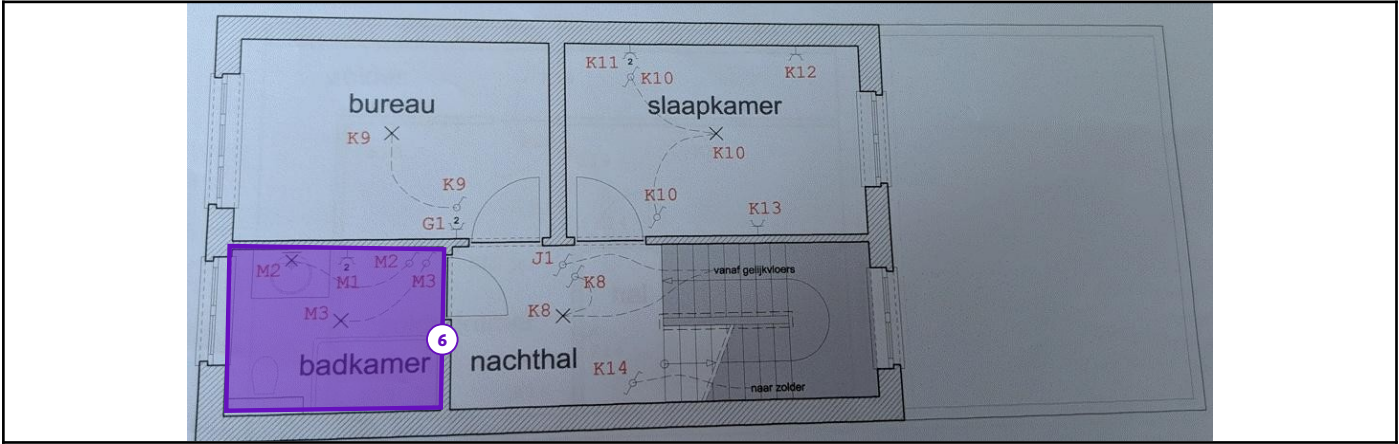 K11 2
K10
K12
bureau
slaapkamer
K9
K10
K9
K10
G1 2
K13
M2
2
M1
M2
M3
J1
vanaf gelijkvloers
K8
M3
K8
6
badkamer
nachthal
K14
naar zolder